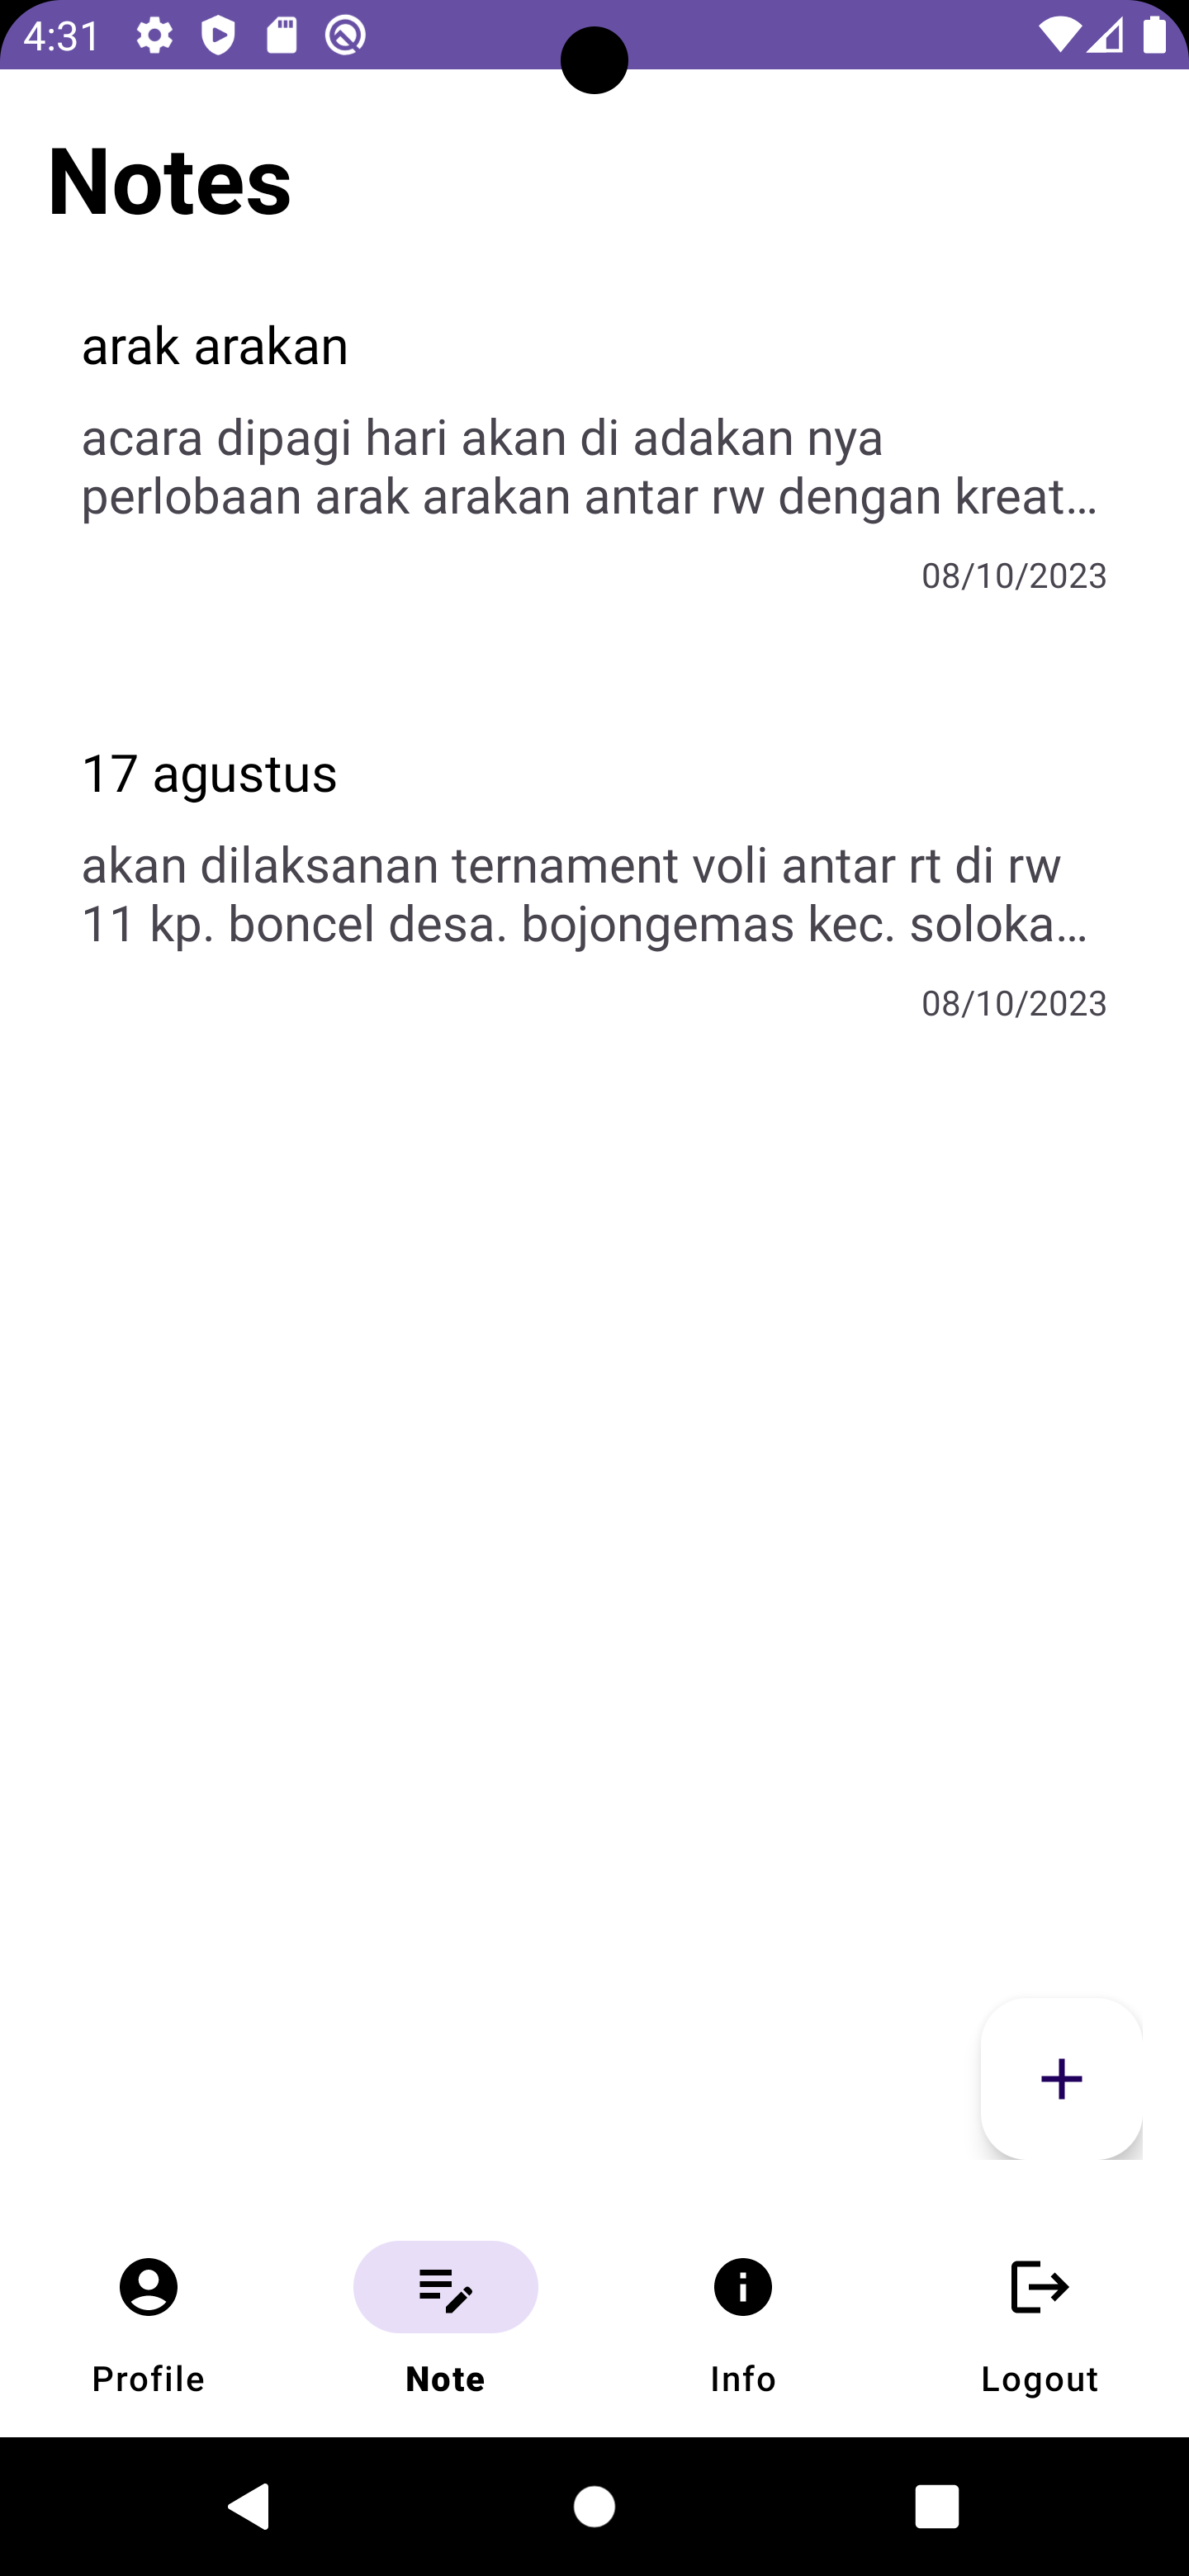 4:31
Notes
arak arakan
acara dipagi hari akan di adakan nya
perlobaan arak arakan antar rw dengan kreat...
08/10/2023
17 agustus
akan dilaksanan ternament voli antar rt di rw
11 kp. boncel desa. bojongemas kec. soloka...
08/10/2023
Profile
Note
Info
Logout